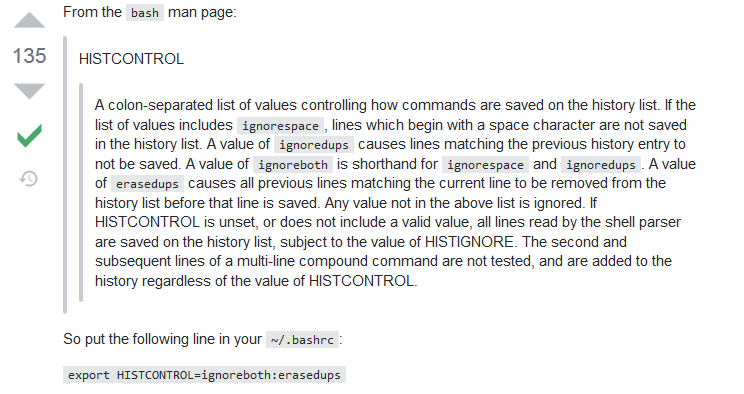 From the bash man page:
135
HISTCONTROL
A colon-separated list of values controlling how commands are saved on the history list. If the
list of values includes ignorespace , lines which begin with a space character are not saved
in the history list. A value of ignoredups causes lines matching the previous history entry to
not be saved. A value of ignoreboth is shorthand for ignorespace and ignoredups . A value
of erasedups causes all previous lines matching the current line to be removed from the
history list before that line is saved. Any value not in the above list is ignored. If
HISTCONTROL is unset, or does not include a valid value, all lines read by the shell parser
are saved on the history list, subject to the value of HISTIGNORE. The second and
subsequent lines of a multi-line compound command are not tested, and are added to the
history regardless of the value of HISTCONTROL.
So put the following line in your ~/.bashrc :
export HISTCONTROL=ignoreboth:erasedups